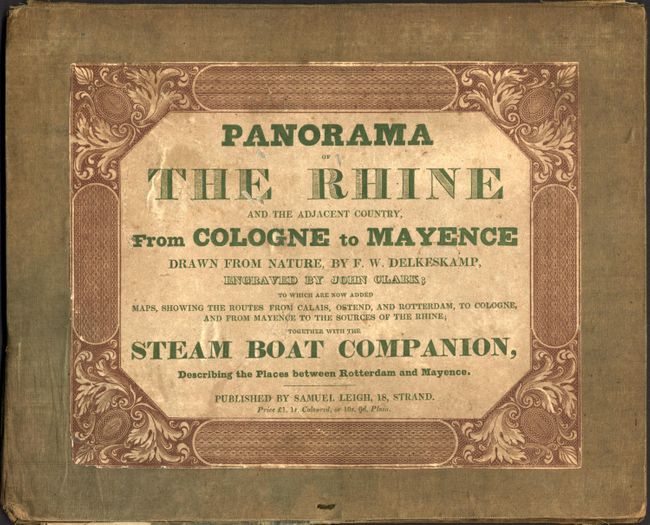 PANORAMA
OF
THE RHINE
AND THE ADJACENT COUNTRY,
From COLOGNE to MAYENCE
DRAWN FROM NATURE, BY F. W. DELKESKAMP,
ENGRAVED BY JOHN CLARK;
TO WHICH ARE NOW ADDED
MAPS, SHOWING THE ROUTES FROM CALAIS, OSTEND, AND ROTTERDAM, TO COLOGNE,
AND FROM MAYENCE TO THE SOURCES OF THE RHINE;
TOGETHER WITH THE
STEAM BOAT COMPANION,
Describing the Places between Rotterdam and Mayence.
PUBLISHED BY SAMUEL LEIGH, 18, STRAND.
Price £1. 1s. Coloured, or 16s. 9d. Plain.